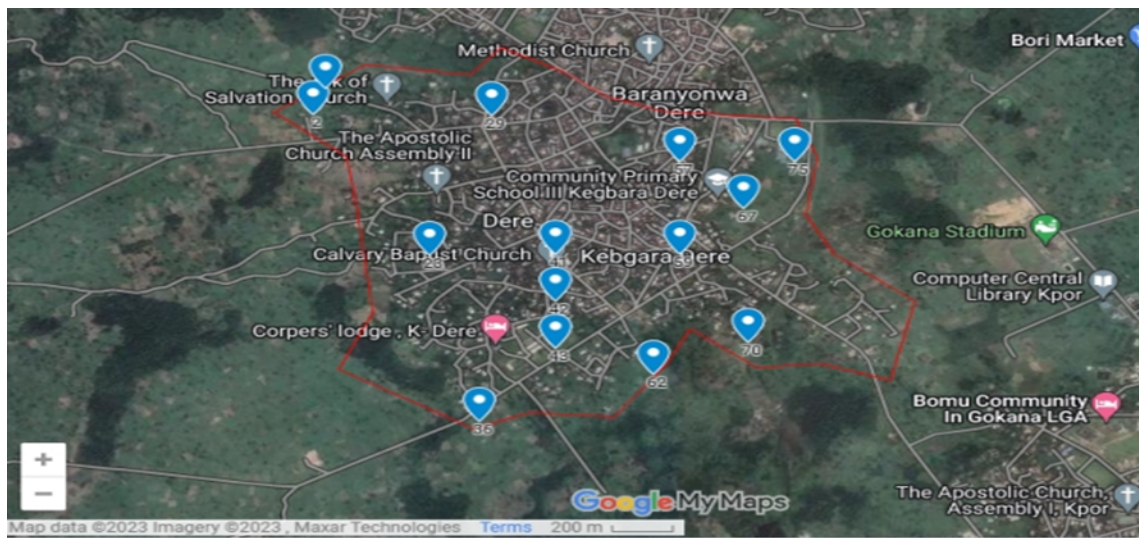 Methodist Church
Bori Market
The Ark of
Salvation Church
2
29
Baranyonwa
Dere
The Apostolic
Church Assembly II
57
75
Community Primary
School III Kegbara Dere
67
Dere
Gokana Stadium
Calvary Baptist Church
23
41
Kebgara Dere
Computer Central
Library Kpor
42
Corpers' lodge , K- Dere
43
70
62
36
Bomu Community
In Gokana LGA
The Apostolic Church,
Assembly I, Kpor
+
−
Google My Maps
Map data ©2023 Imagery ©2023 , Maxar Technologies Terms 200 m